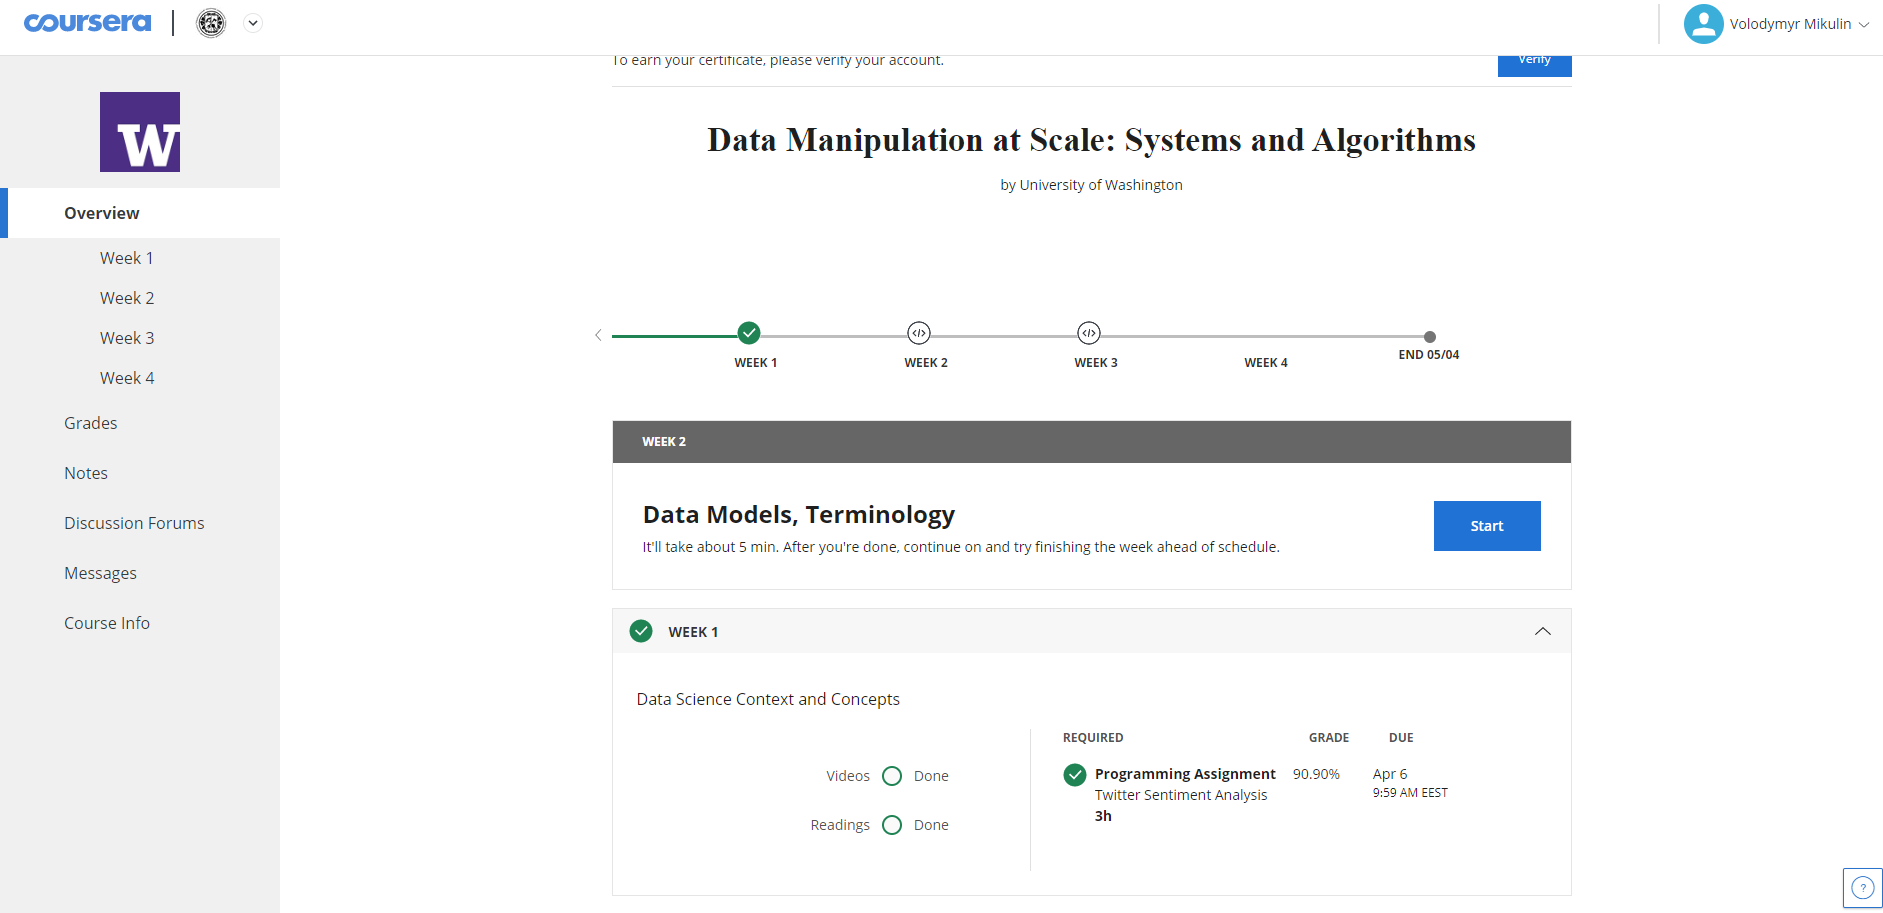 coursera
Volodymyr Mikulin
To earn your certificate, please verify your account.
Verify
W
Data Manipulation at Scale: Systems and Algorithms
by University of Washington
Overview
Week 1
Week 2
Week 3
Week 4
Grades
Notes
Discussion Forums
Messages
Course Info
WEEK 1
WEEK 2
WEEK 3
WEEK 4
END 05/04
WEEK 2
Data Models, Terminology
It'll take about 5 min. After you're done, continue on and try finishing the week ahead of schedule.
Start
WEEK 1
Data Science Context and Concepts
Videos Done
Readings Done
REQUIRED GRADE DUE
Programming Assignment 90.90% Apr 6
Twitter Sentiment Analysis 9:59 AM EEST
3h
?